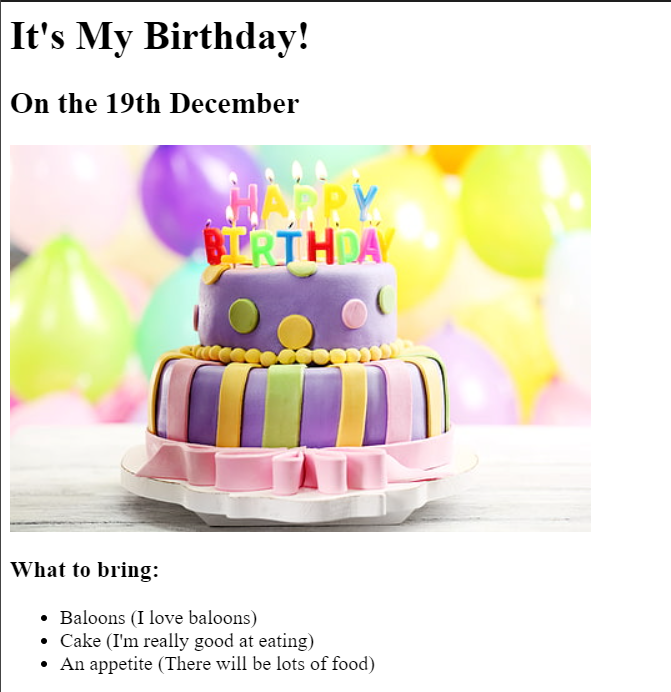 It's My Birthday!
On the 19th December
HAPPY
BIRTHDAY
What to bring:
Baloons (I love baloons)
Cake (I'm really good at eating)
An appetite (There will be lots of food)